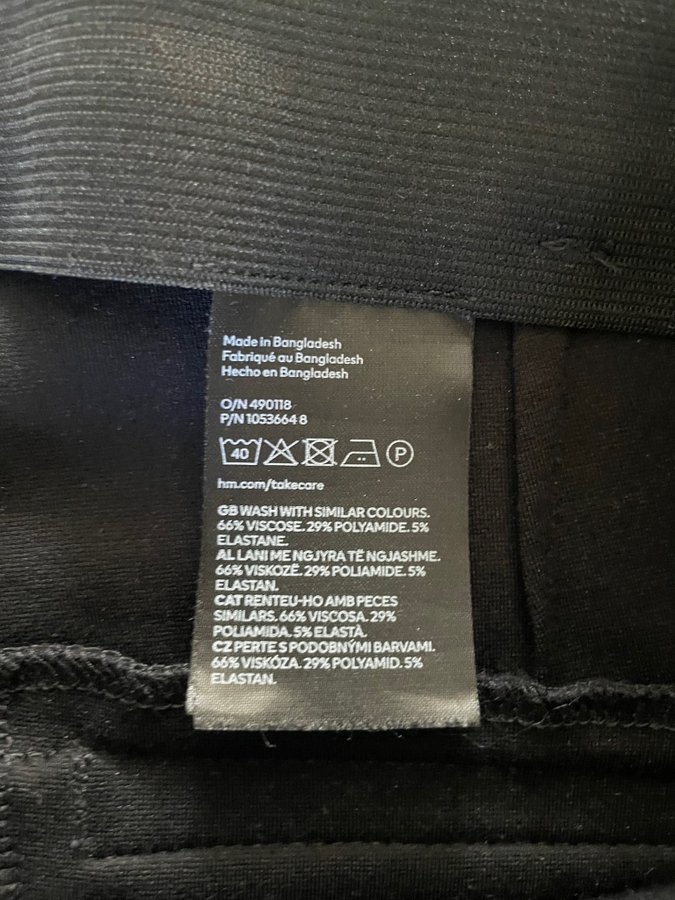 Made in Bangladesh
Fabriqué au Bangladesh
Hecho en Bangladesh
O/N 490118
P/N 1053664 8
40 P
hm.com/takecare
GB WASH WITH SIMILAR COLOURS.
66% VISCOSE. 29% POLYAMIDE. 5%
ELASTANE.
AL LANI ME NGJYRA TË NGJASHME.
66% VISKOZË. 29% POLIAMIDE. 5%
ELASTAN.
CAT RENTEU-HO AMB PECES
SIMILARS. 66% VISCOSA. 29%
POLIAMIDA. 5% ELASTÀ.
CZ PERTE S PODOBNÝMI BARVAMI.
66% VISKÓZA. 29% POLYAMID. 5%
ELASTAN.